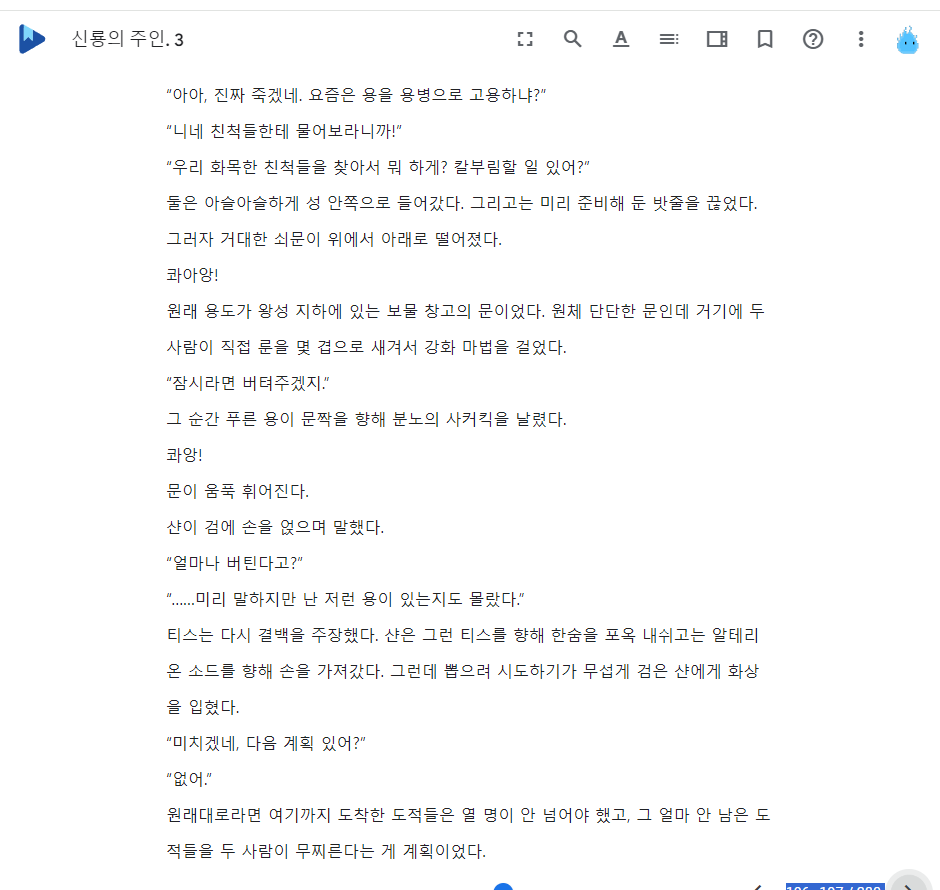 신룡의 주인. 3
“아아, 진짜 죽겠네. 요즘은 용을 용병으로 고용하냐?”
“니네 친척들한테 물어보라니까!”
“우리 화목한 친척들을 찾아서 뭐 하게? 칼부림할 일 있어?”
둘은 아슬아슬하게 성 안쪽으로 들어갔다. 그리고는 미리 준비해 둔 밧줄을 끊었다.
그러자 거대한 쇠문이 위에서 아래로 떨어졌다.
콰아앙!
원래 용도가 왕성 지하에 있는 보물 창고의 문이었다. 원체 단단한 문인데 거기에 두
사람이 직접 룬을 몇 겹으로 새겨서 강화 마법을 걸었다.
“잠시라면 버텨주겠지.”
그 순간 푸른 용이 문짝을 향해 분노의 사커킥을 날렸다.
콰앙!
문이 움푹 휘어진다.
샨이 검에 손을 얹으며 말했다.
“얼마나 버틴다고?”
“……미리 말하지만 난 저런 용이 있는지도 몰랐다.”
티스는 다시 결백을 주장했다. 샨은 그런 티스를 향해 한숨을 포옥 내쉬고는 알테리
온 소드를 향해 손을 가져갔다. 그런데 뽑으려 시도하기가 무섭게 검은 샨에게 화상
을 입혔다.
“미치겠네, 다음 계획 있어?”
“없어.”
원래대로라면 여기까지 도착한 도적들은 열 명이 안 넘어야 했고, 그 얼마 안 남은 도
적들을 두 사람이 무찌른다는 게 계획이었다.